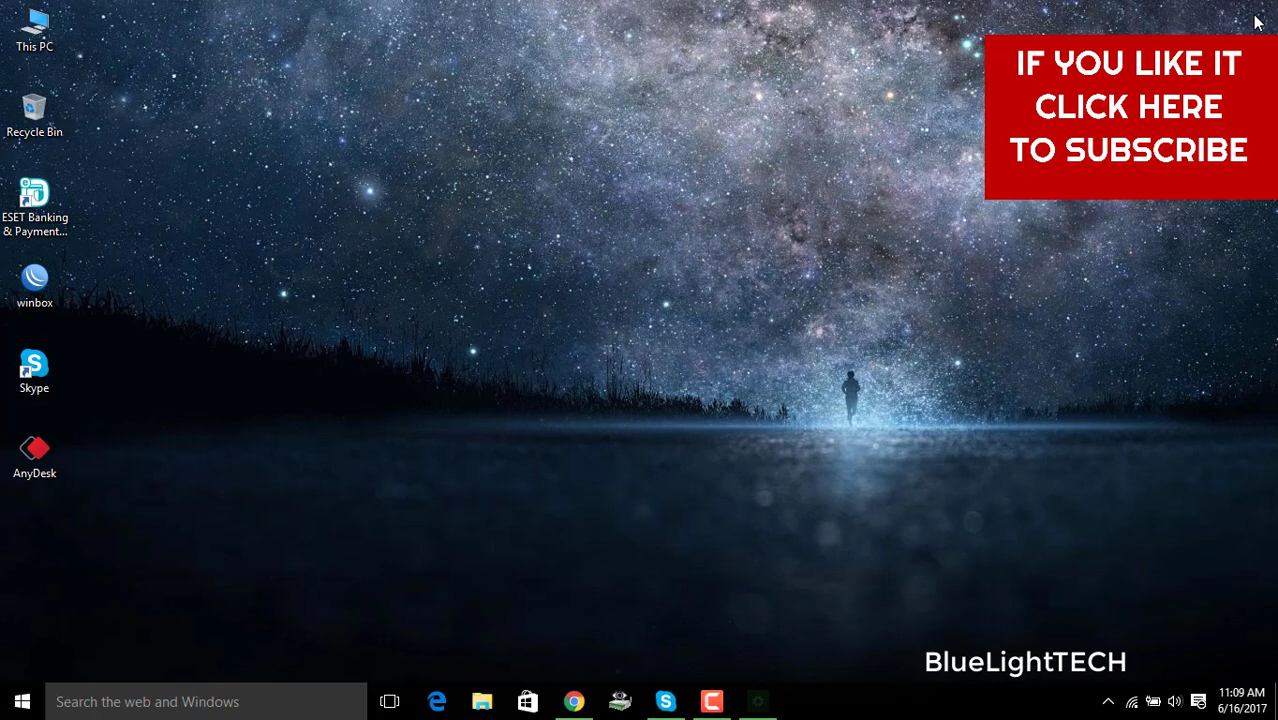 This PC
IF YOU LIKE IT
CLICK HERE
TO SUBSCRIBE
Recycle Bin
ESET Banking
& Payment...
winbox
Skype
AnyDesk
BlueLightTECH
Search the web and Windows
11:09 AM
6/16/2017